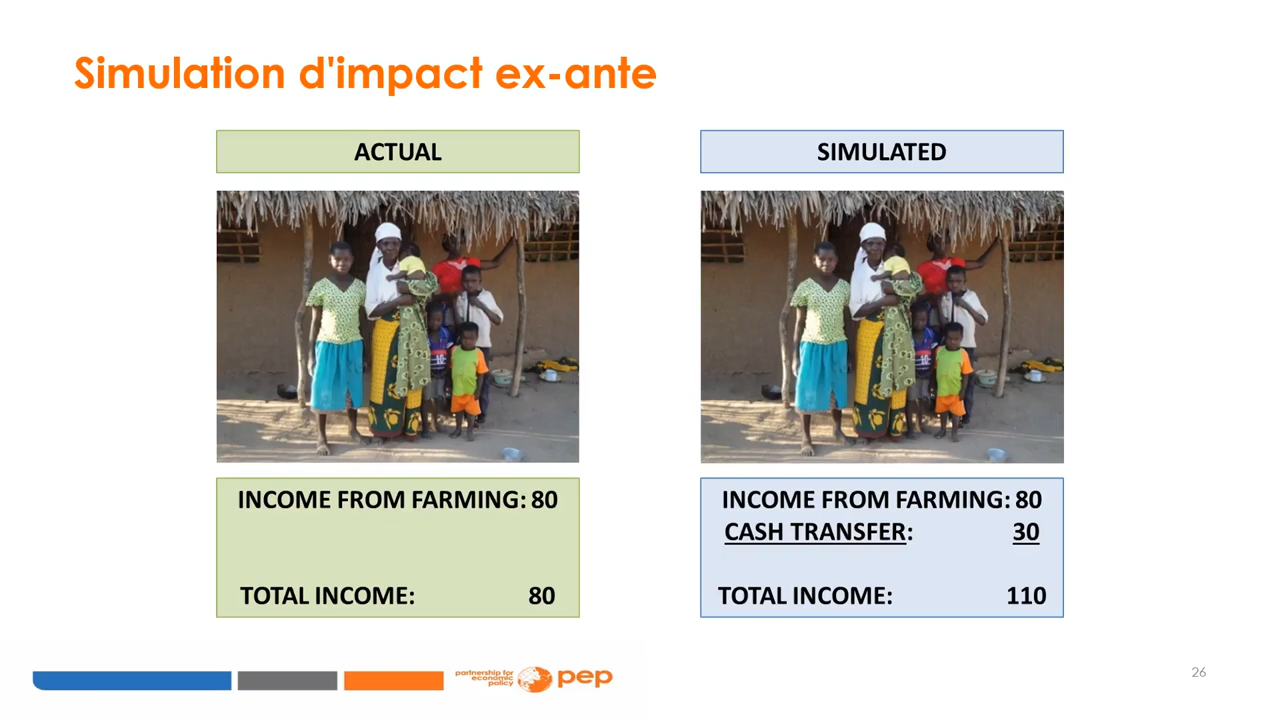 Simulation d'impact ex-ante
ACTUAL
SIMULATED
INCOME FROM FARMING: 80
TOTAL INCOME: 80
INCOME FROM FARMING: 80
CASH TRANSFER: 30
TOTAL INCOME: 110
partnership for
economic
policy
pep
26